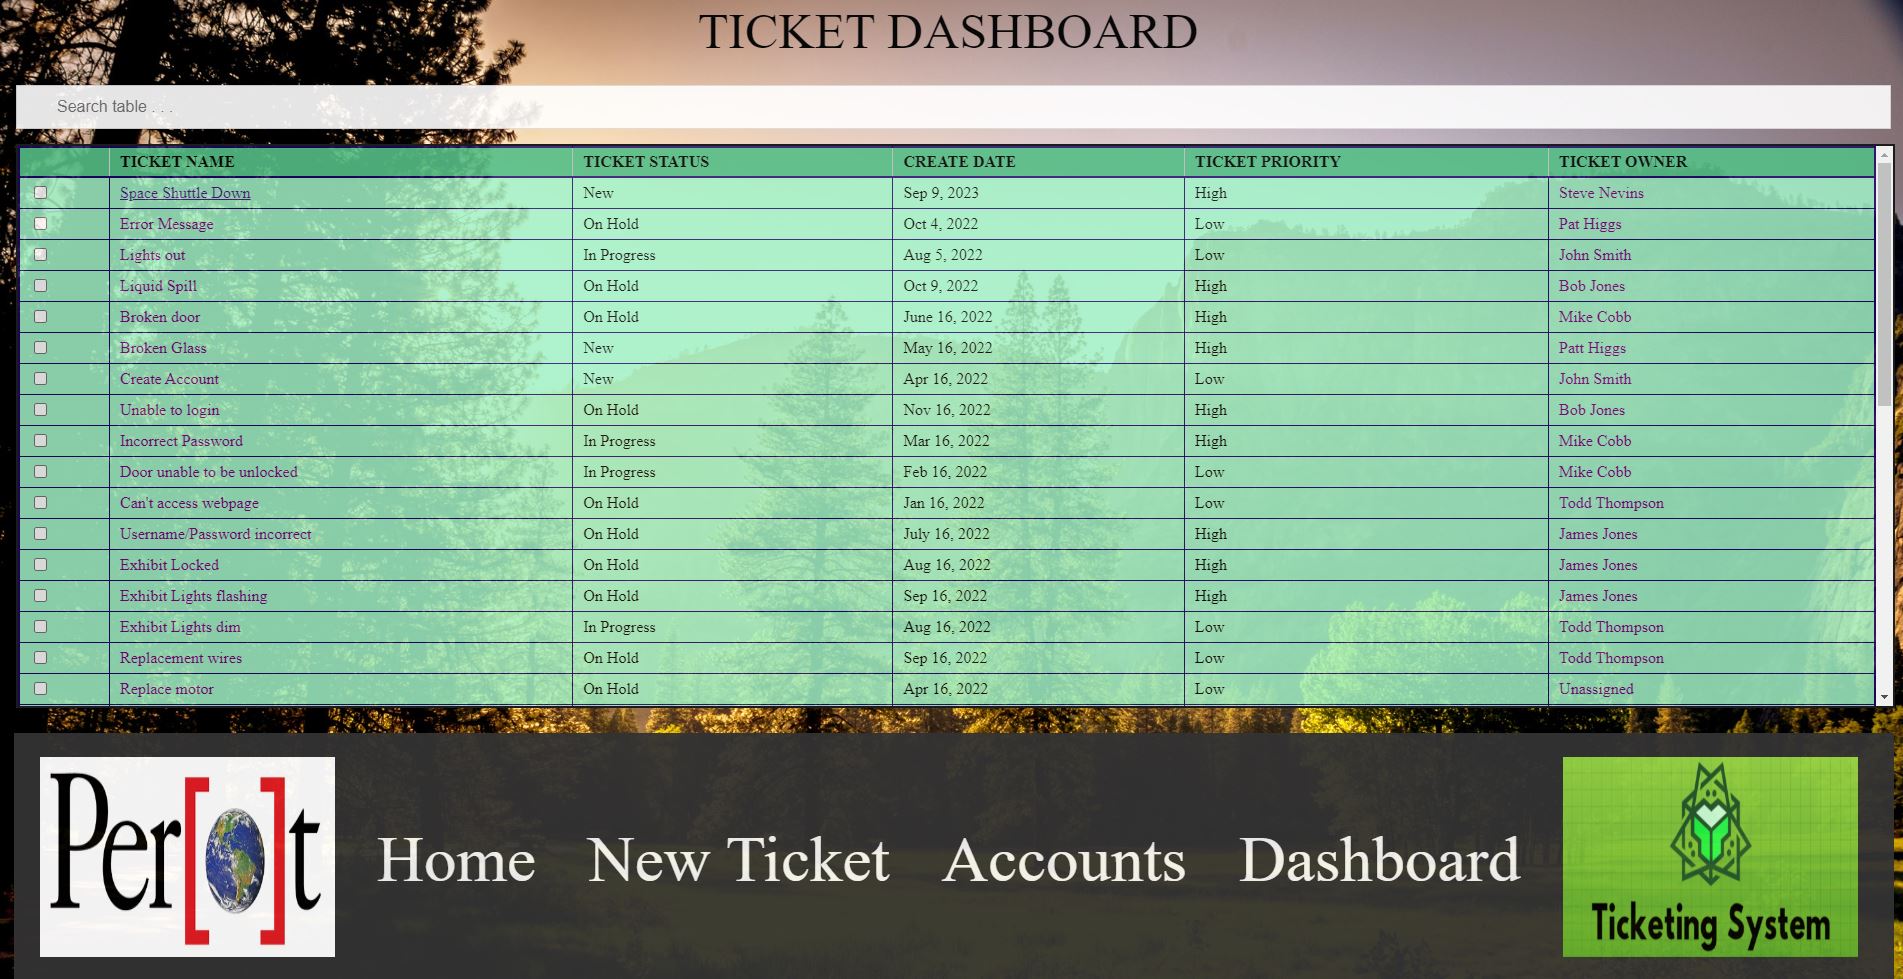 TICKET DASHBOARD
Search table . . .
TICKET NAME TICKET STATUS CREATE DATE TICKET PRIORITY TICKET OWNER
Space Shuttle Down New Sep 9, 2023 High Steve Nevins
Error Message On Hold Oct 4, 2022 Low Pat Higgs
Lights out In Progress Aug 5, 2022 Low John Smith
Liquid Spill On Hold Oct 9, 2022 High Bob Jones
Broken door On Hold June 16, 2022 High Mike Cobb
Broken Glass New May 16, 2022 High Patt Higgs
Create Account New Apr 16, 2022 Low John Smith
Unable to login On Hold Nov 16, 2022 High Bob Jones
Incorrect Password In Progress Mar 16, 2022 High Mike Cobb
Door unable to be unlocked In Progress Feb 16, 2022 Low Mike Cobb
Can't access webpage On Hold Jan 16, 2022 Low Todd Thompson
Username/Password incorrect On Hold July 16, 2022 High James Jones
Exhibit Locked On Hold Aug 16, 2022 High James Jones
Exhibit Lights flashing On Hold Sep 16, 2022 High James Jones
Exhibit Lights dim In Progress Aug 16, 2022 Low Todd Thompson
Replacement wires On Hold Sep 16, 2022 Low Todd Thompson
Replace motor On Hold Apr 16, 2022 Low Unassigned
Per[o]t Home New Ticket Accounts Dashboard
Ticketing System